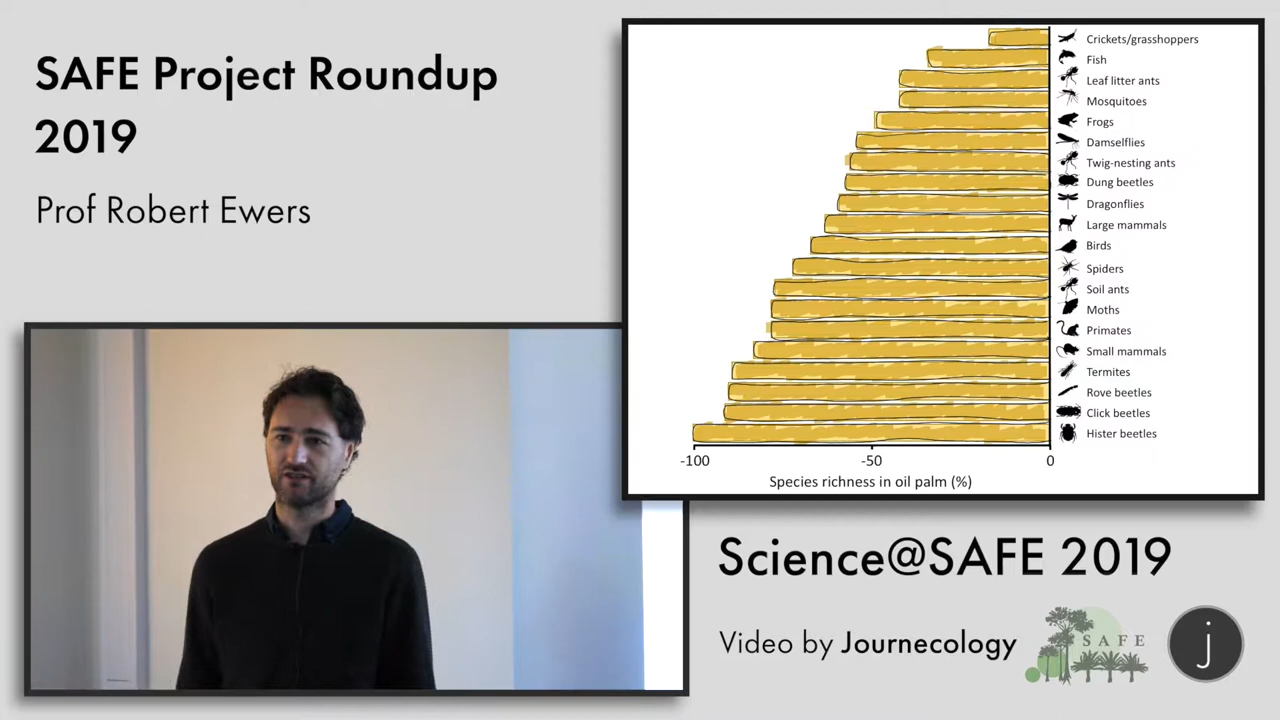 SAFE Project Roundup
2019
Prof Robert Ewers
Crickets/grasshoppers
Fish
Leaf litter ants
Mosquitoes
Frogs
Damselflies
Twig-nesting ants
Dung beetles
Dragonflies
Large mammals
Birds
Spiders
Soil ants
Moths
Primates
Small mammals
Termites
Rove beetles
Click beetles
Hister beetles
-100 -50 0
Species richness in oil palm (%)
Science@SAFE 2019
Video by Journecology
SAFE
j